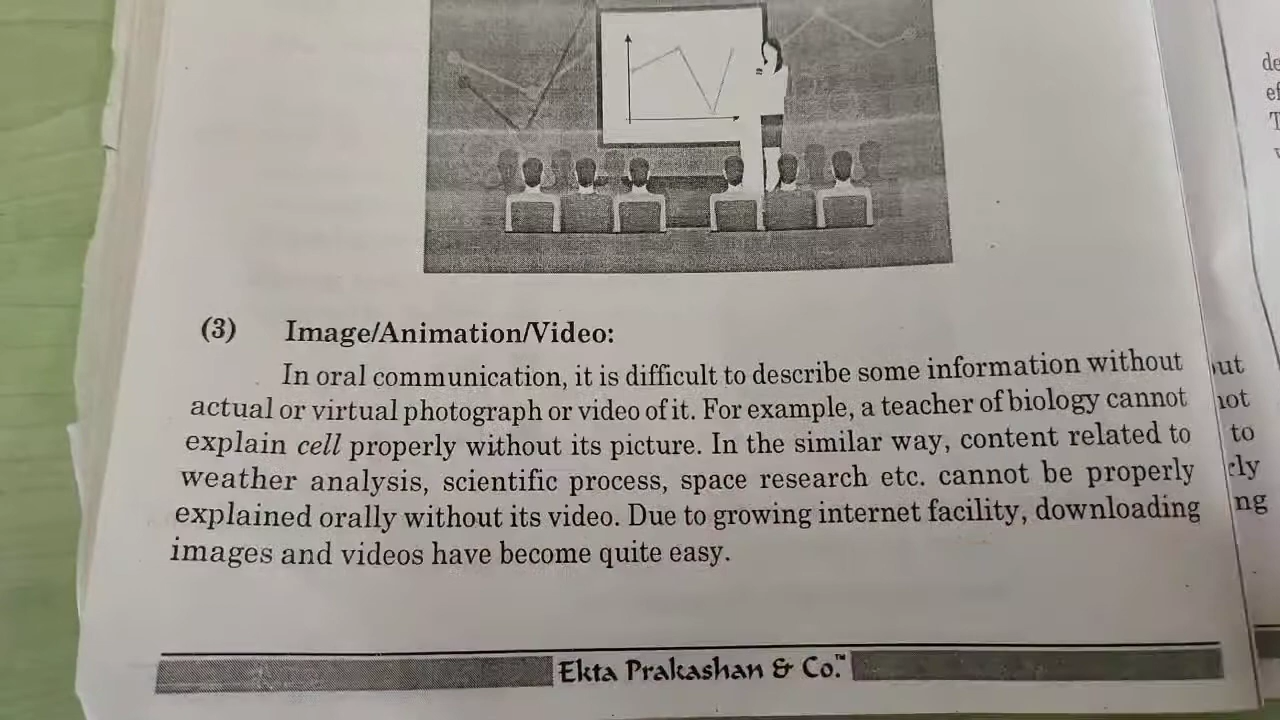 (3) Image/Animation/Video:
In oral communication, it is difficult to describe some information without
actual or virtual photograph or video of it. For example, a teacher of biology cannot
explain cell properly without its picture. In the similar way, content related to
weather analysis, scientific process, space research etc. cannot be properly
explained orally without its video. Due to growing internet facility, downloading
images and videos have become quite easy.
Ekta Prakashan & Co.™
to
ng